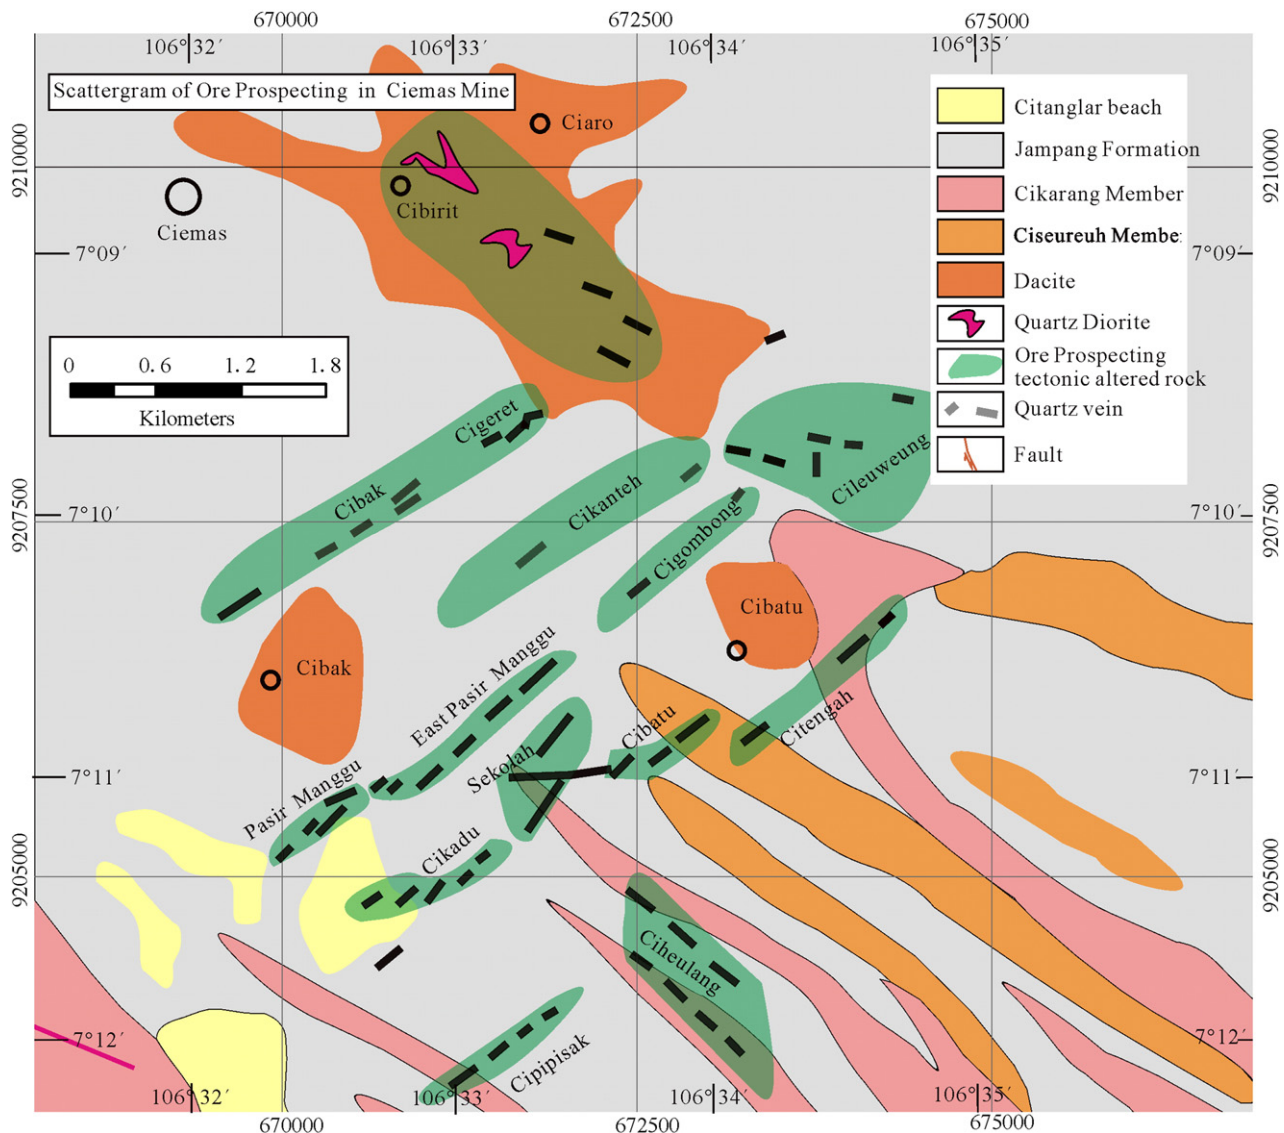 670000 672500 675000
106°32′ 106°33′ 106°34′ 106°35′
Scattergram of Ore Prospecting in Ciemas Mine
Citanglar beach
Jampang Formation
Cikarang Member
Ciseureuh Membe
Dacite
Quartz Diorite
Ore Prospecting
tectonic altered rock
Quartz vein
Fault
Ciaro
9210000 9210000
Cibirit
Ciemas
7°09′ 7°09′
0 0.6 1.2 1.8
Kilometers
Cigeret
Cibak
Cikanteh
Cileuweung
Cigombong
9207500 9207500
7°10′ 7°10′
Cibatu
Cibak
East Pasir Manggu
Cibatu
Citengah
Sekolah
7°11′ 7°11′
Pasir Manggu
Cikadu
9205000 9205000
Ciheulang
7°12′ 7°12′
Cipipisak
106°32′ 106°33′ 106°34′ 106°35′
670000 672500 675000